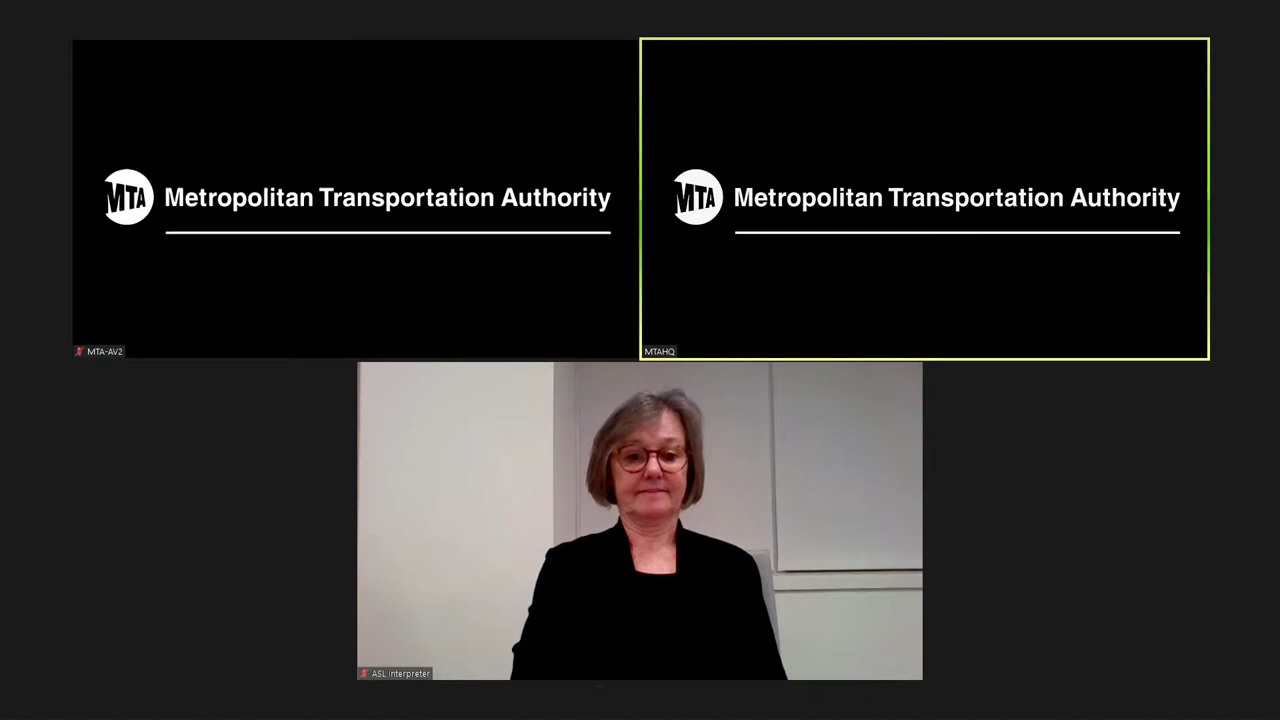 MTA Metropolitan Transportation Authority
MTA Metropolitan Transportation Authority
MTA-AV2
MTAHQ
ASL Interpreter